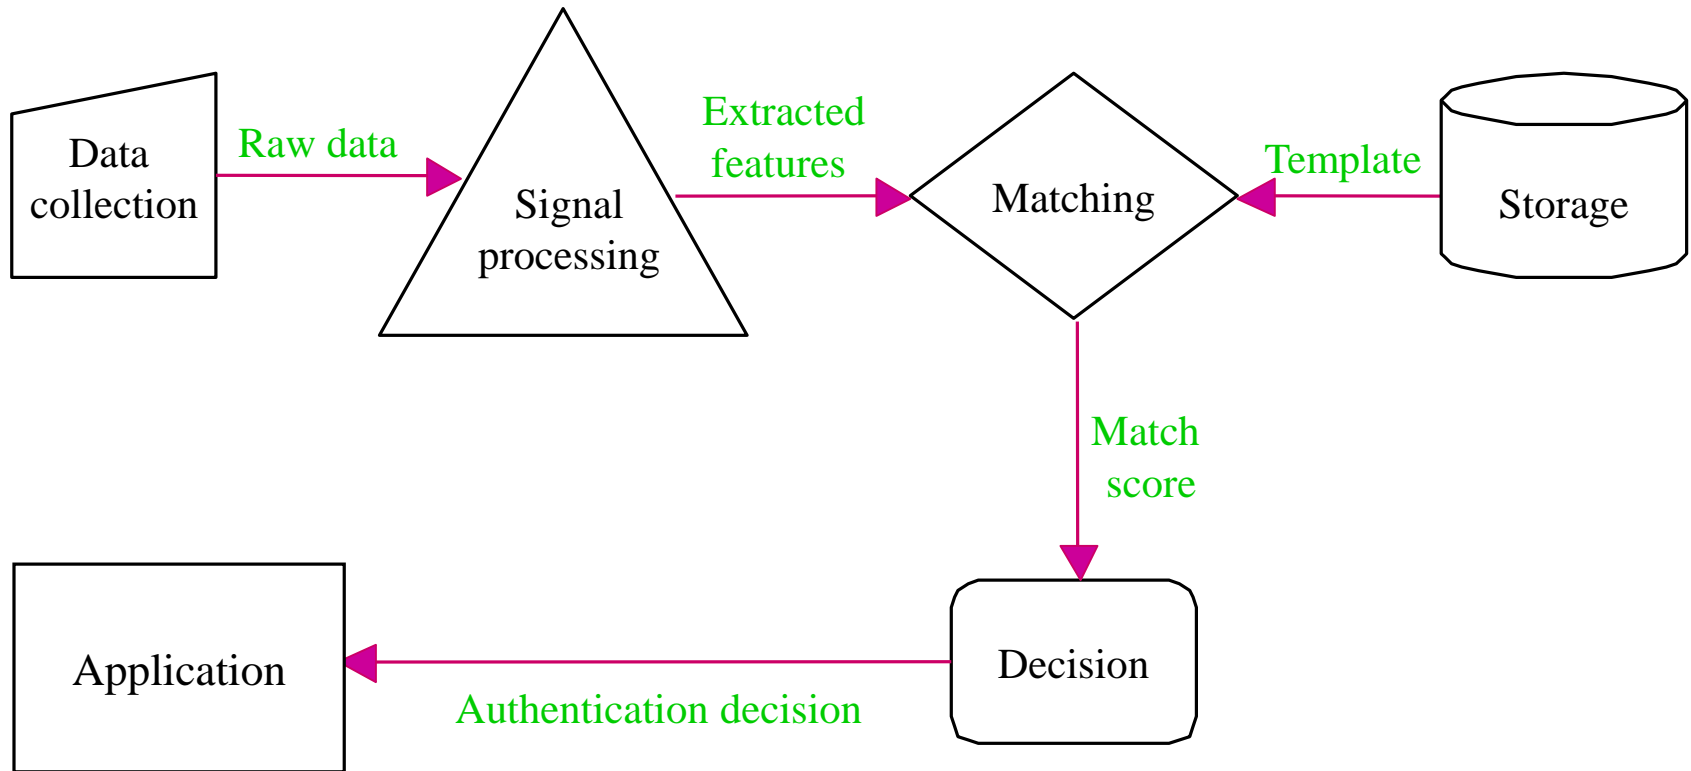 Data
collection
Raw data
Signal
processing
Extracted
features
Matching
Template
Storage
Match
score
Decision
Authentication decision
Application